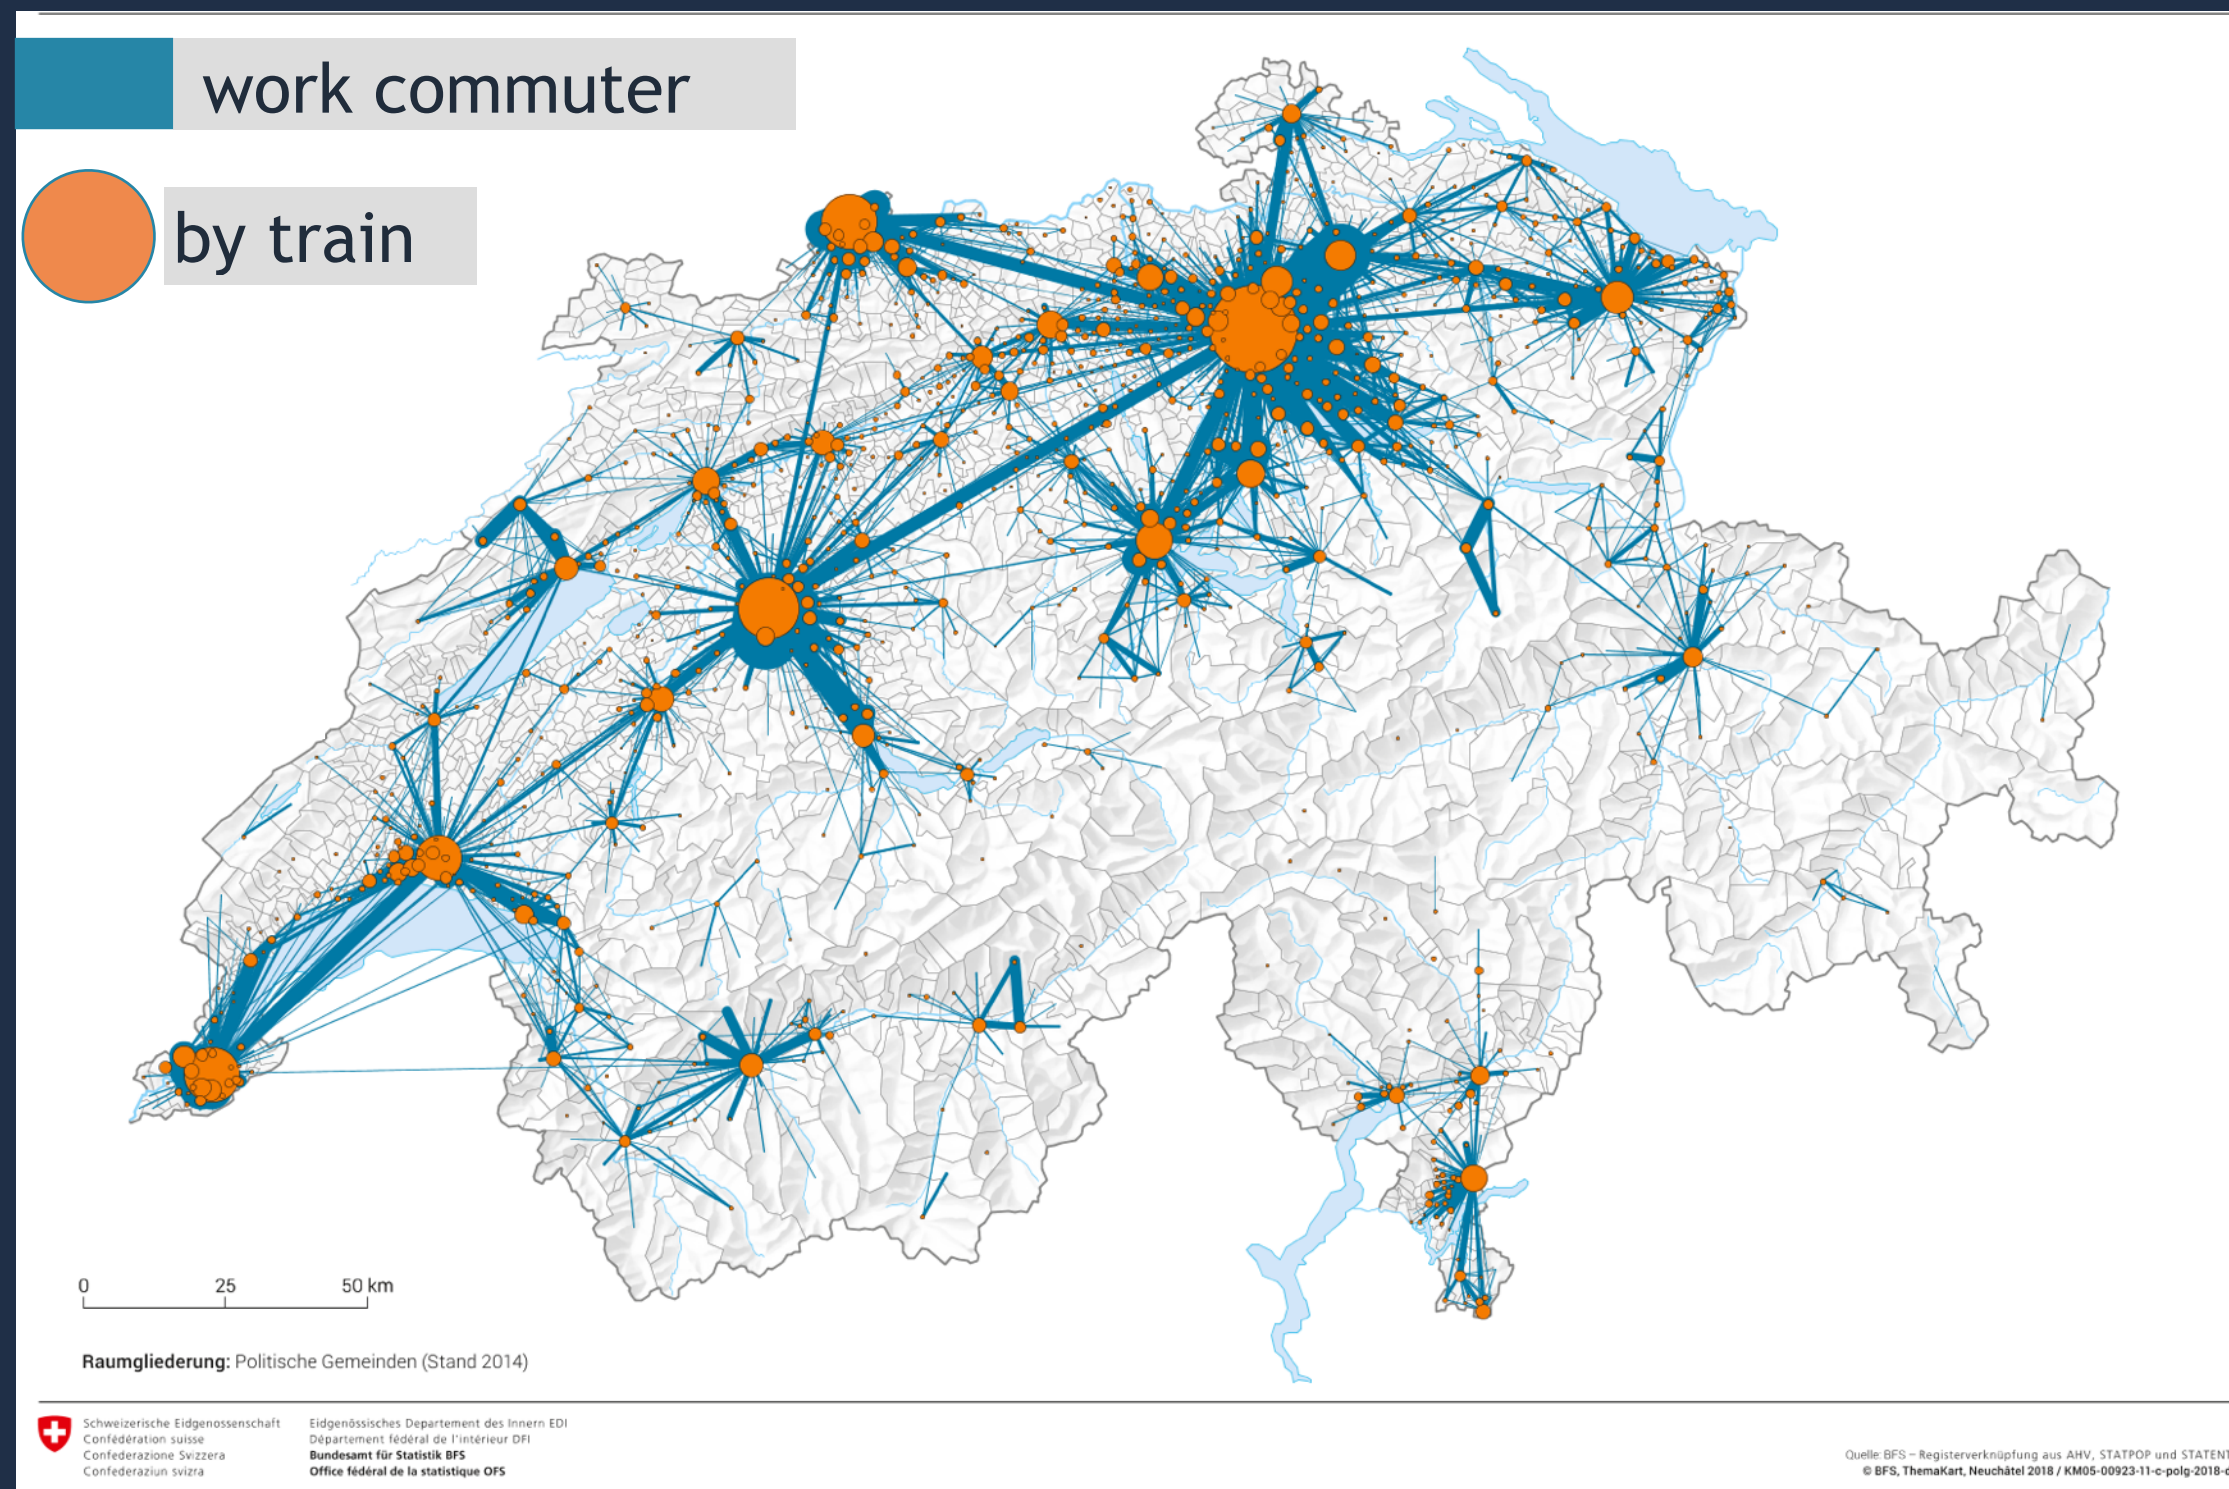 work commuter
by train
0 25 50 km
Raumgliederung: Politische Gemeinden (Stand 2014)
Schweizerische Eidgenossenschaft
Confédération suisse
Confederazione Svizzera
Confederaziun svizra
Eidgenössisches Departement des Innern EDI
Département fédéral de l'intérieur DFI
Bundesamt für Statistik BFS
Office fédéral de la statistique OFS
Quelle: BFS – Registerverknüpfung aus AHV, STATPOP und STATENT
© BFS, ThemaKart, Neuchâtel 2018 / KM05-00923-11-c-polg-2018-d